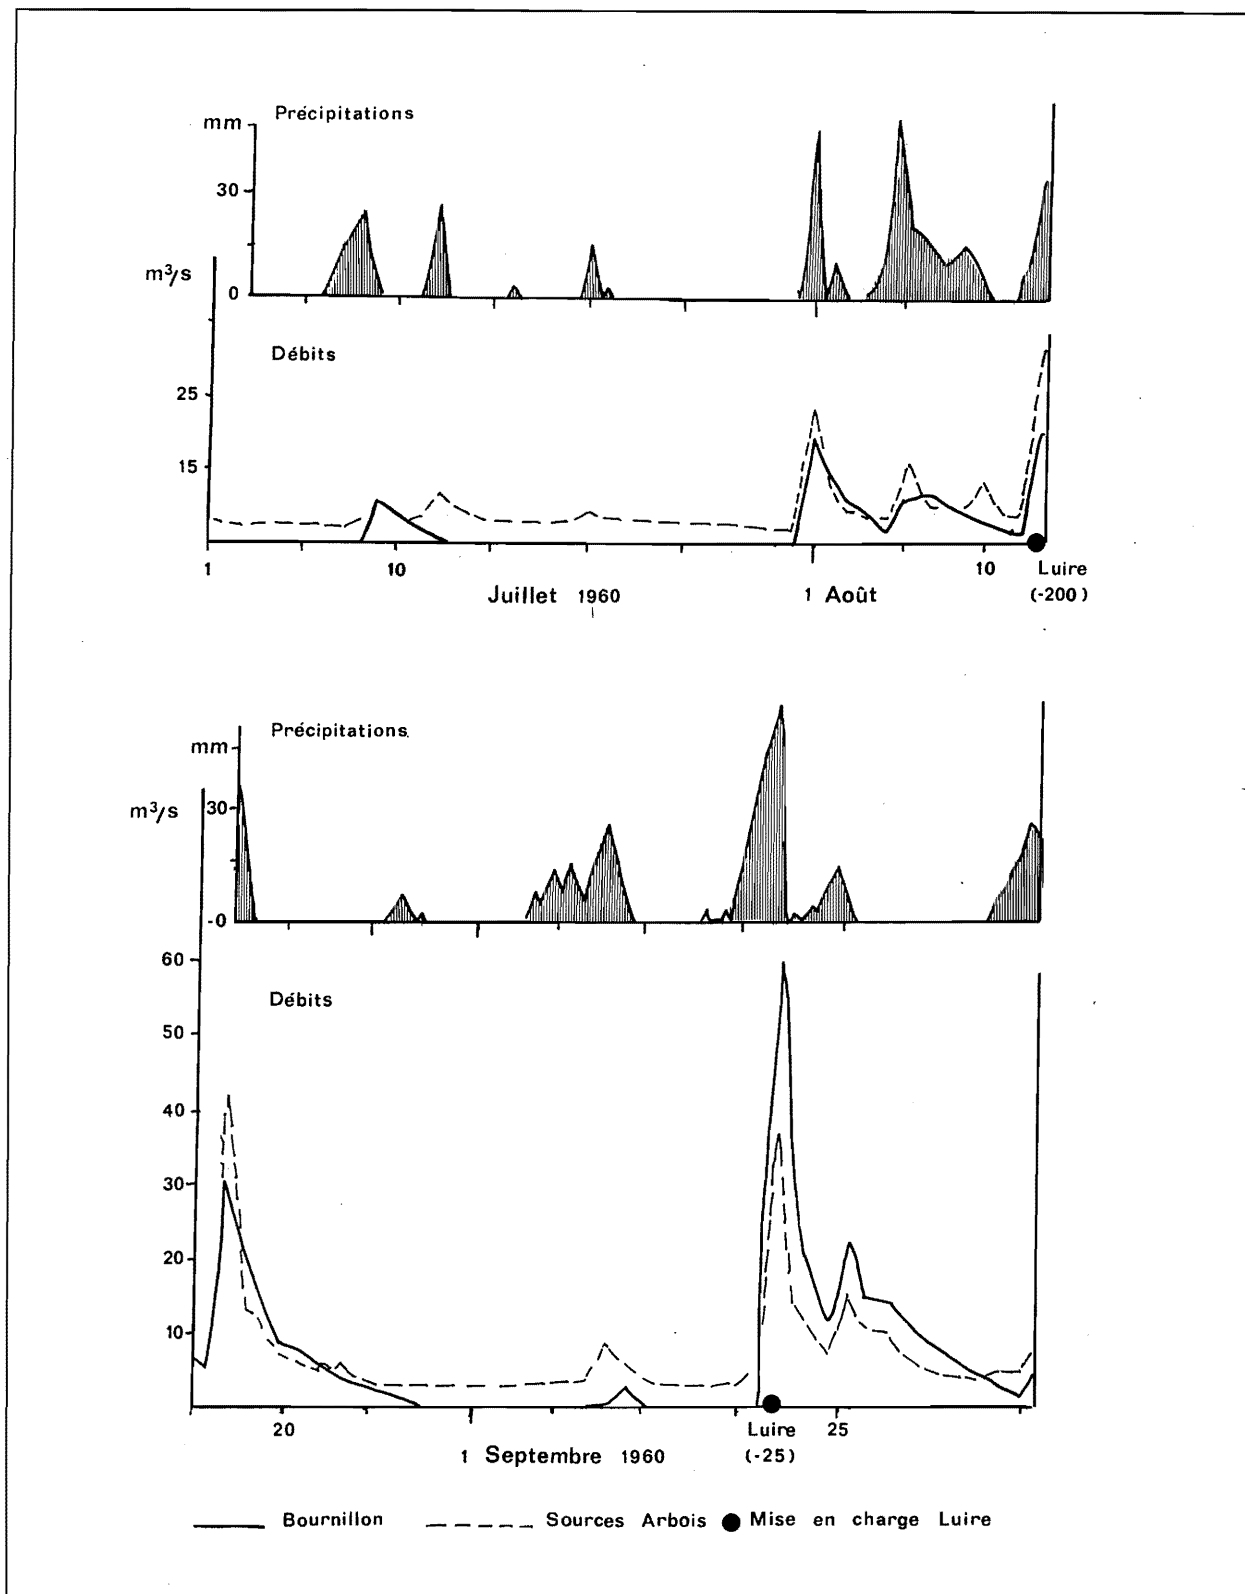 Précipitations
mm
30
0
m³/s
Débits
25
15
1 10 1 10 Luire
Juillet 1960 Août (-200)
Précipitations
mm
m³/s
30
-0
60
Débits
50
40
30
20
10
20 Luire 25
1 Septembre 1960 (-25)
Bournillon Sources Arbois Mise en charge Luire